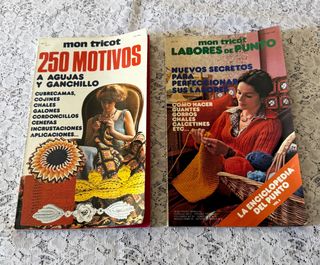 mon tricot
250 MOTIVOS
A AGUJAS
Y GANCHILLO
CUBRECAMAS,
COJINES
CHALES
GALONES
CORDONCILLOS
CENEFAS
INCRUSTACIONES
APLICACIONES...
mon tricot
LABORES DE PUNTO
NUEVOS SECRETOS
PARA
PERFECCIONAR
SUS LABORES
COMO HACER
GUANTES
GORROS
CHALES
CALCETINES
ETC...
LA ENCICLOPEDIA
DEL PUNTO